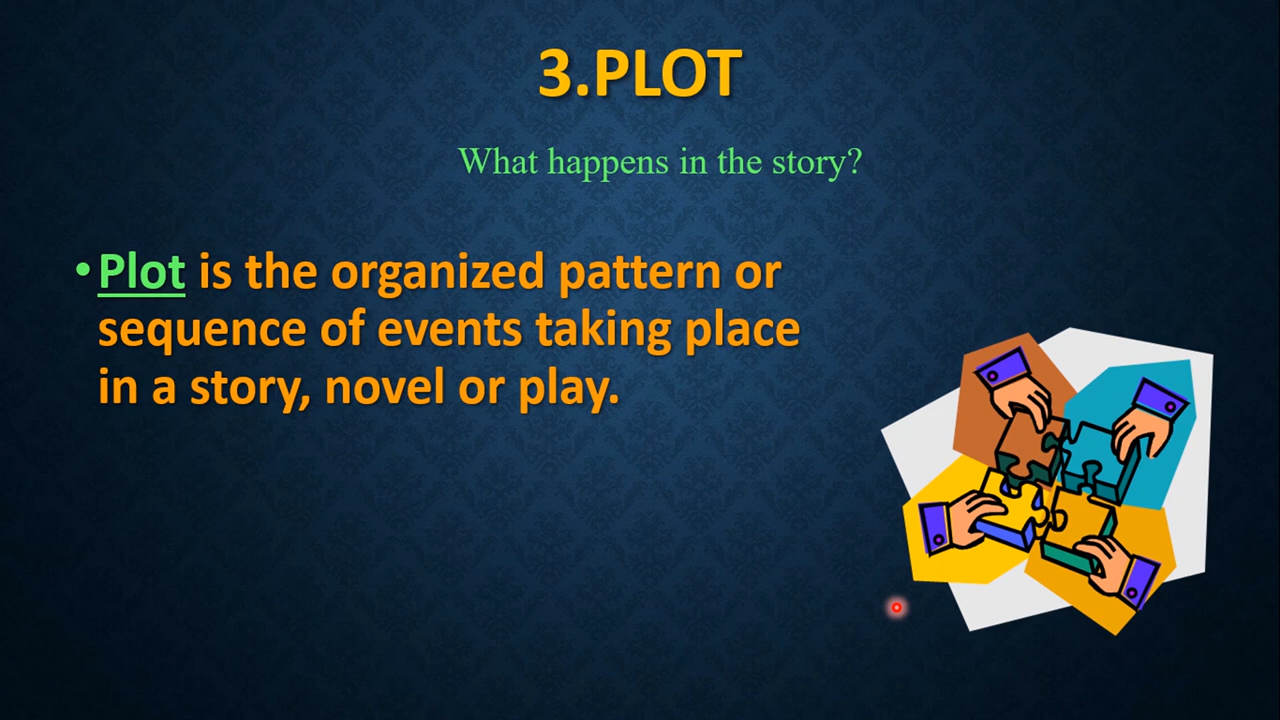 3.PLOT
What happens in the story?
•Plot is the organized pattern or
sequence of events taking place
in a story, novel or play.